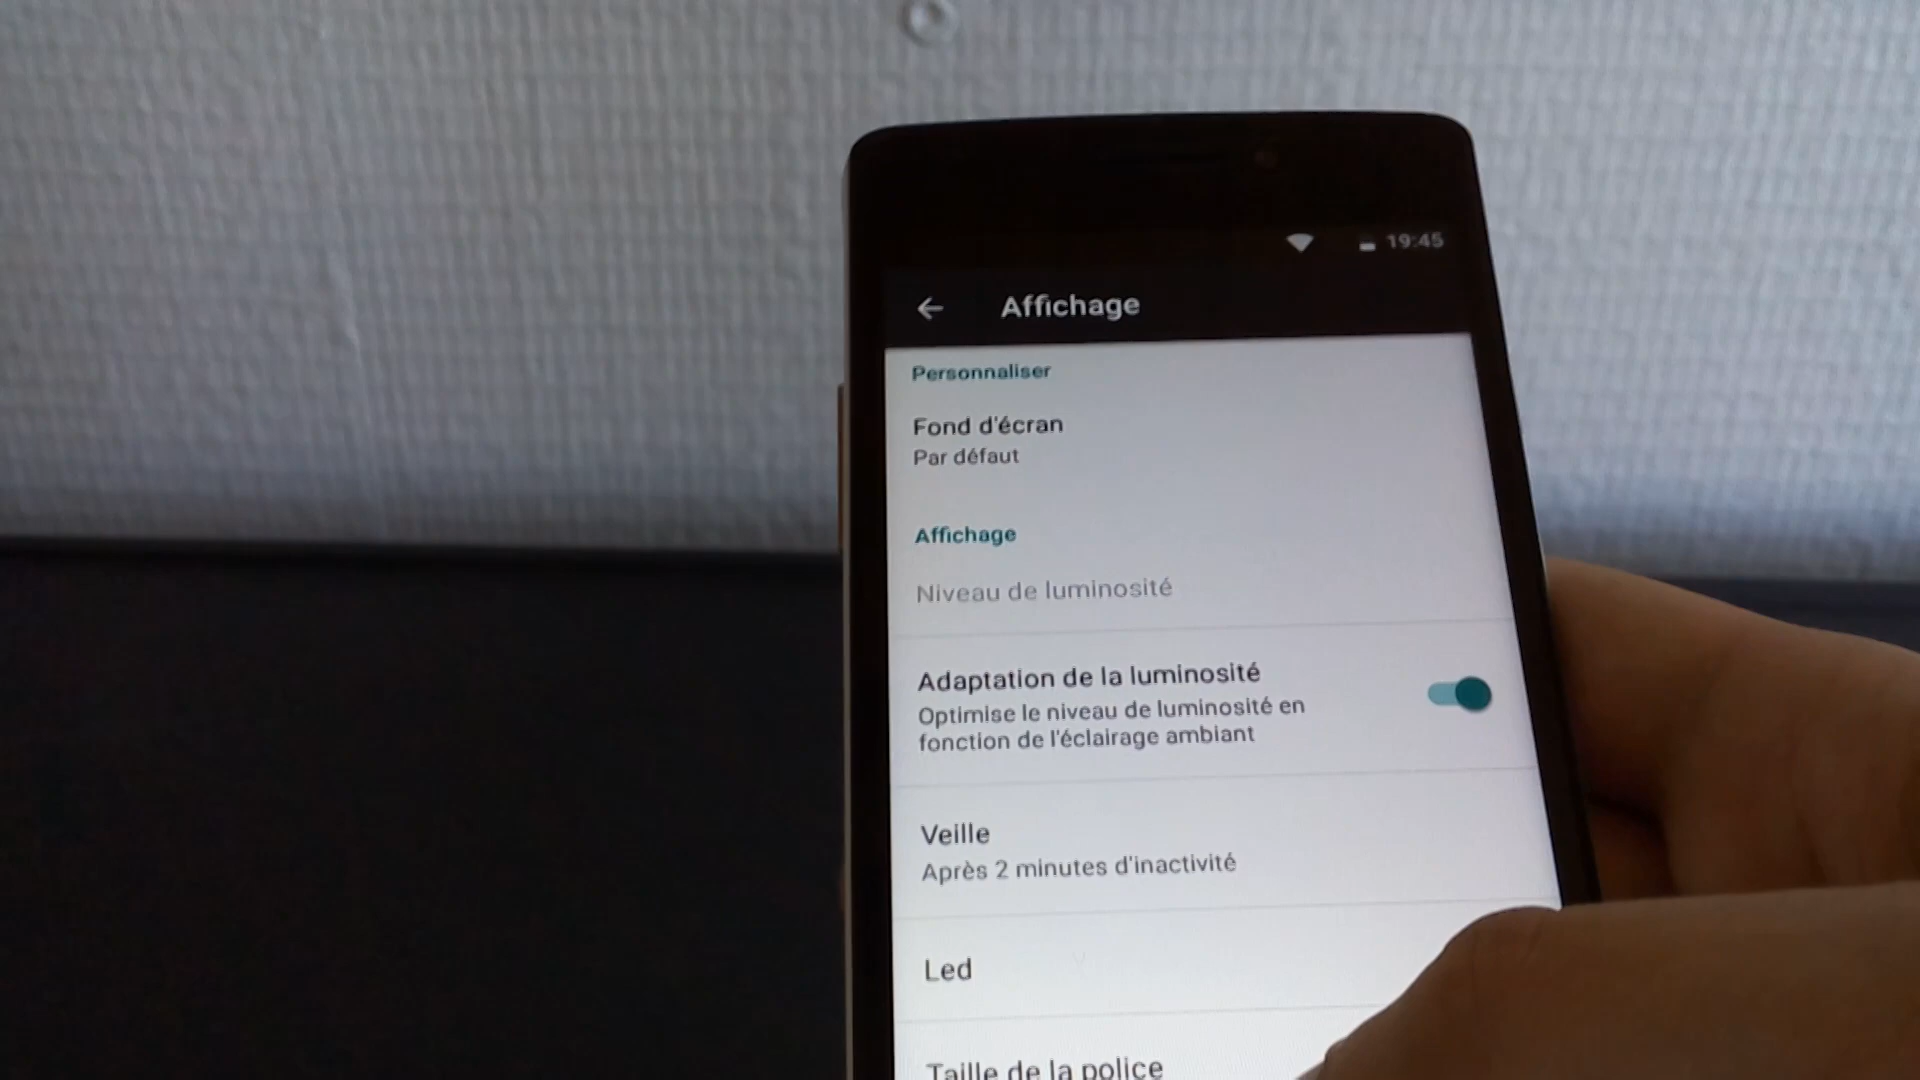 19:45
Affichage
Personnaliser
Fond d'écran
Par défaut
Affichage
Niveau de luminosité
Adaptation de la luminosité
Optimise le niveau de luminosité en
fonction de l'éclairage ambiant
Veille
Après 2 minutes d'inactivité
Led
Taille de la police